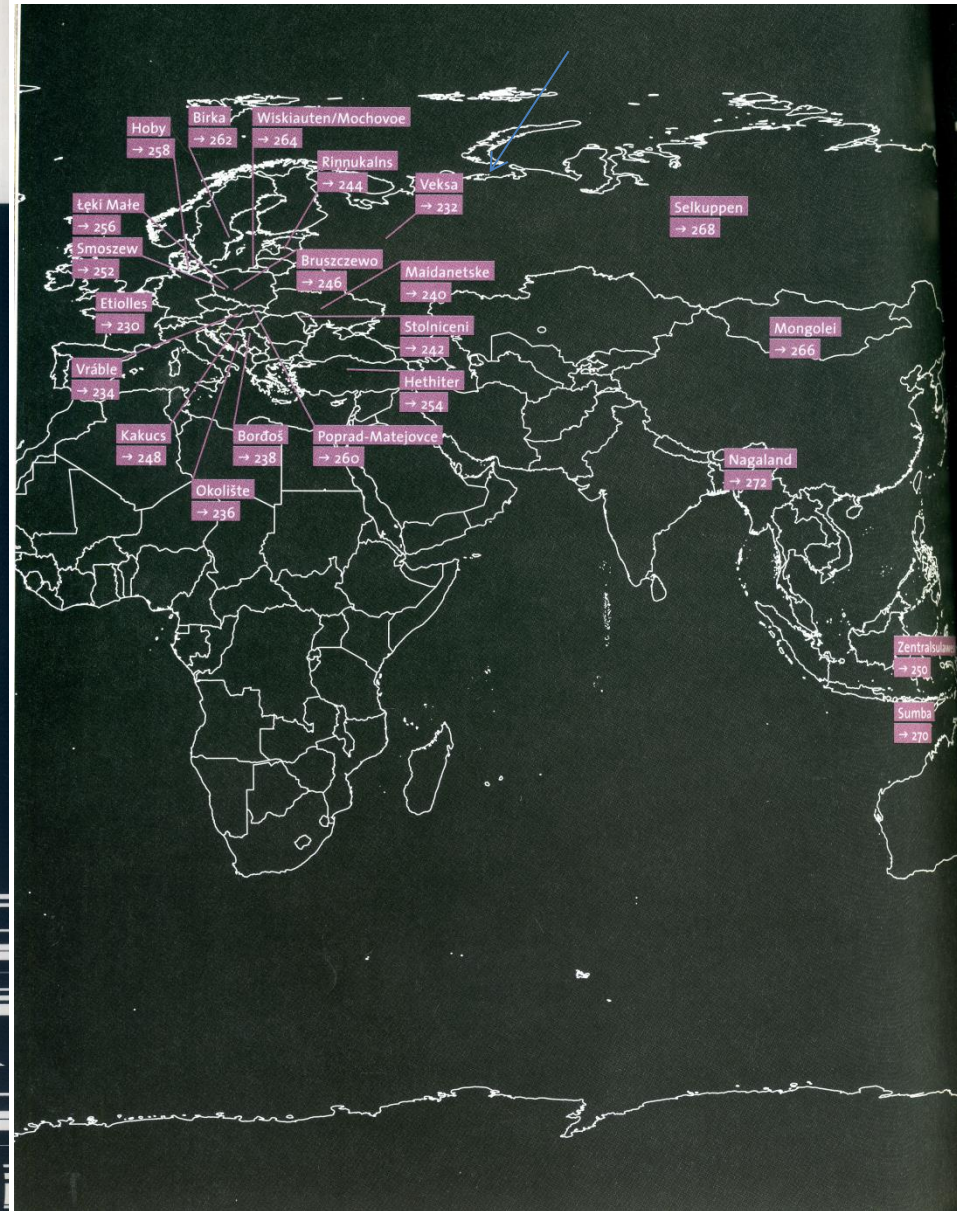 Birka
→ 262
Wiskiauten/Mochovoe
→ 264
Hoby
→ 258
Rinnukalns
→ 244
Veksa
→ 232
Łęki Małe
→ 256
Selkuppen
→ 268
Smoszew
→ 252
Bruszczewo
→ 246
Maidanetske
→ 240
Etiolles
→ 230
Stolniceni
→ 242
Mongolei
→ 266
Vráble
→ 234
Hethiter
→ 254
Kakucs
→ 248
Borđoš
→ 238
Poprad-Matejovce
→ 260
Nagaland
→ 272
Okolište
→ 236
→ 250
Sumba
→ 270